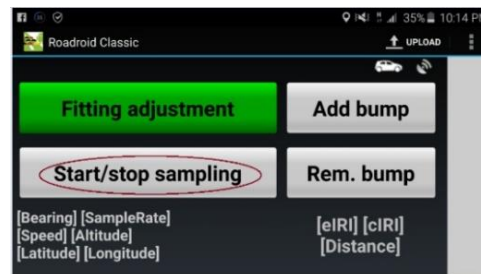 35% 10:14 PM
Roadroid Classic
UPLOAD
Fitting adjustment
Add bump
Start/stop sampling
Rem. bump
[Bearing] [SampleRate]
[Speed] [Altitude]
[Latitude] [Longitude]
[eIRI] [cIRI]
[Distance]